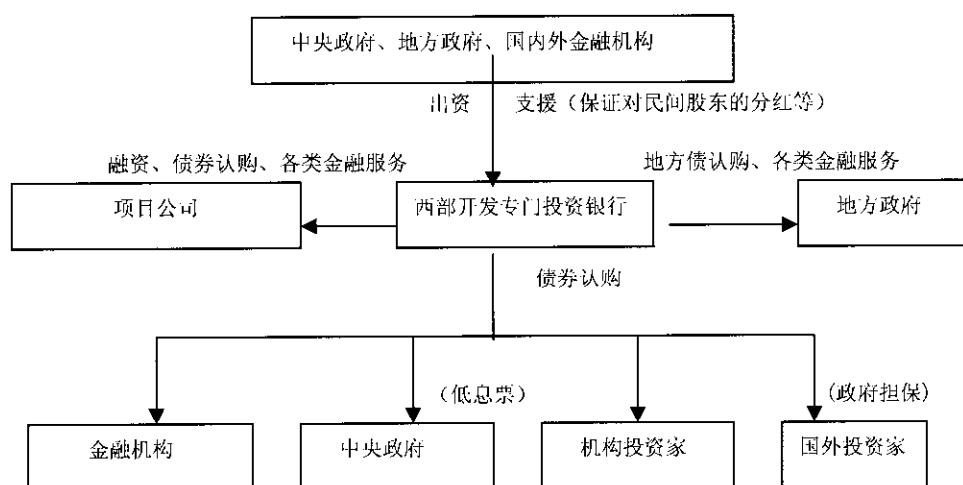 中央政府、地方政府、国内外金融机构
出资 支援（保证对民间股东的分红等）
融资、债券认购、各类金融服务 地方债认购、各类金融服务
项目公司 西部开发专门投资银行 地方政府
债券认购
（低息票） (政府担保)
金融机构 中央政府 机构投资家 国外投资家